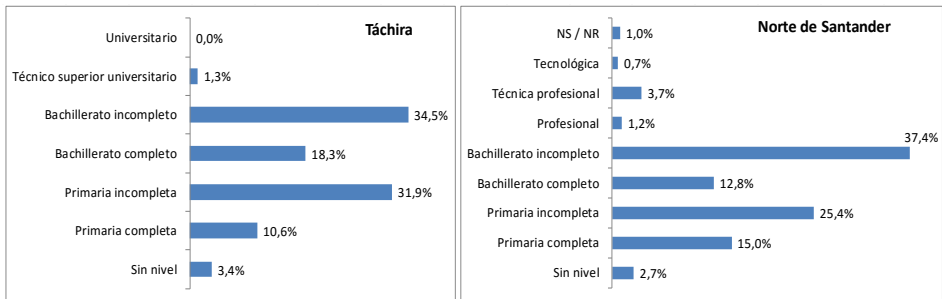 Táchira
Universitario 0,0%
Técnico superior universitario 1,3%
Bachillerato incompleto 34,5%
Bachillerato completo 18,3%
Primaria incompleta 31,9%
Primaria completa 10,6%
Sin nivel 3,4%
Norte de Santander
NS / NR 1,0%
Tecnológica 0,7%
Técnica profesional 3,7%
Profesional 1,2%
Bachillerato incompleto 37,4%
Bachillerato completo 12,8%
Primaria incompleta 25,4%
Primaria completa 15,0%
Sin nivel 2,7%